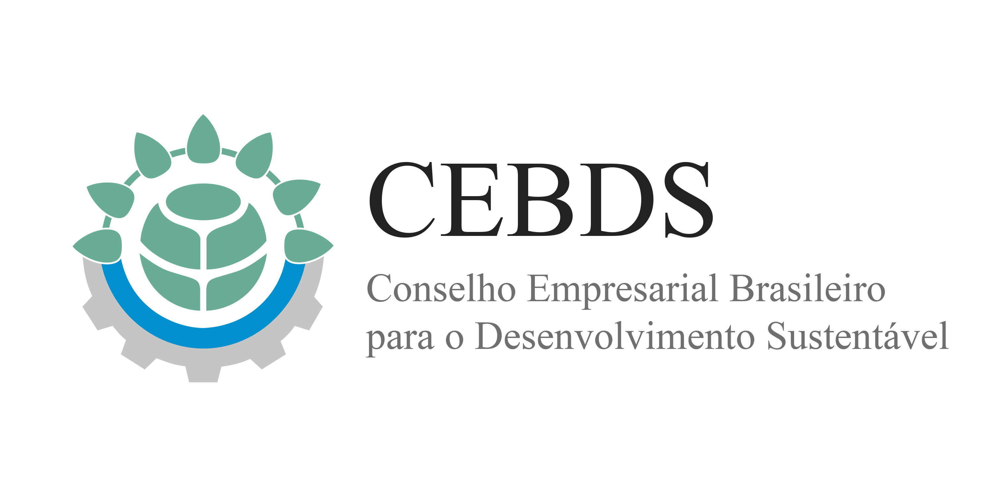 CEBDS
Conselho Empresarial Brasileiro
para o Desenvolvimento Sustentável